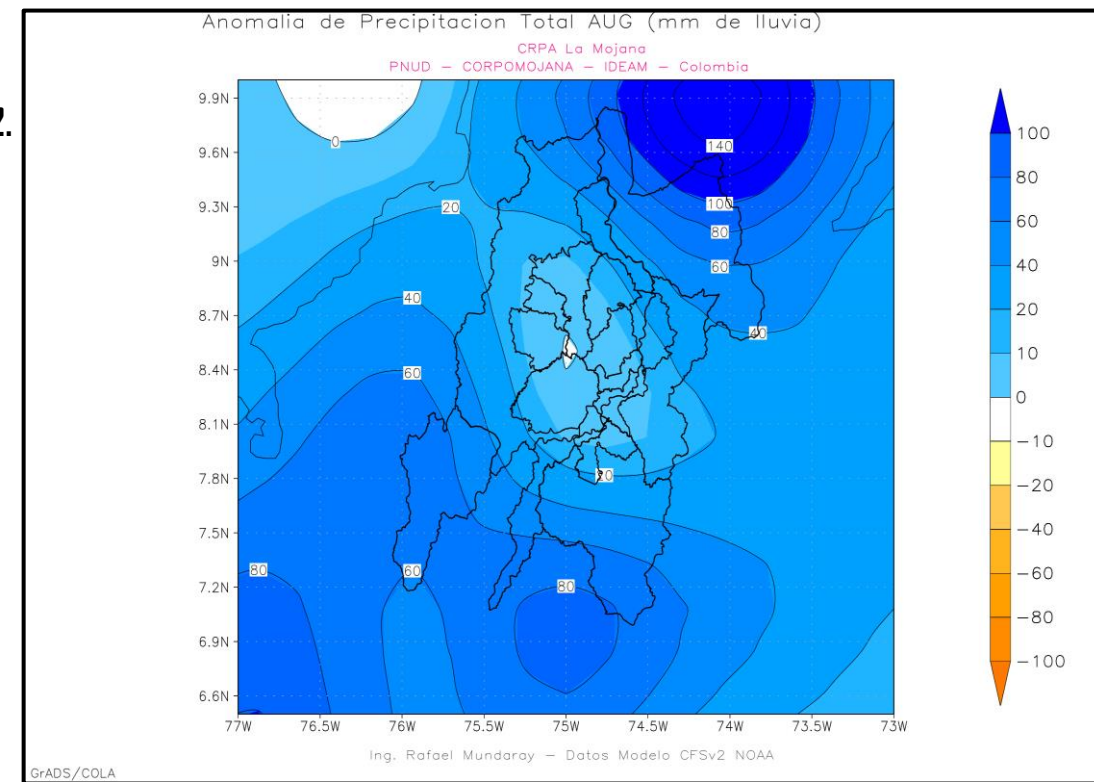 Anomalia de Precipitacion Total AUG (mm de lluvia)
CRPA La Mojana
PNUD – CORPOMOJANA – IDEAM – Colombia
9.9N
9.6N
9.3N
9N
8.7N
8.4N
8.1N
7.8N
7.5N
7.2N
6.9N
6.6N
0
20
40
60
80
60
80
20
140
100
80
60
40
77W 76.5W 76W 75.5W 75W 74.5W 74W 73.5W 73W
100
80
60
40
20
10
0
−10
−20
−40
−60
−80
−100
Ing. Rafael Mundaray – Datos Modelo CFSv2 NOAA
GrADS/COLA